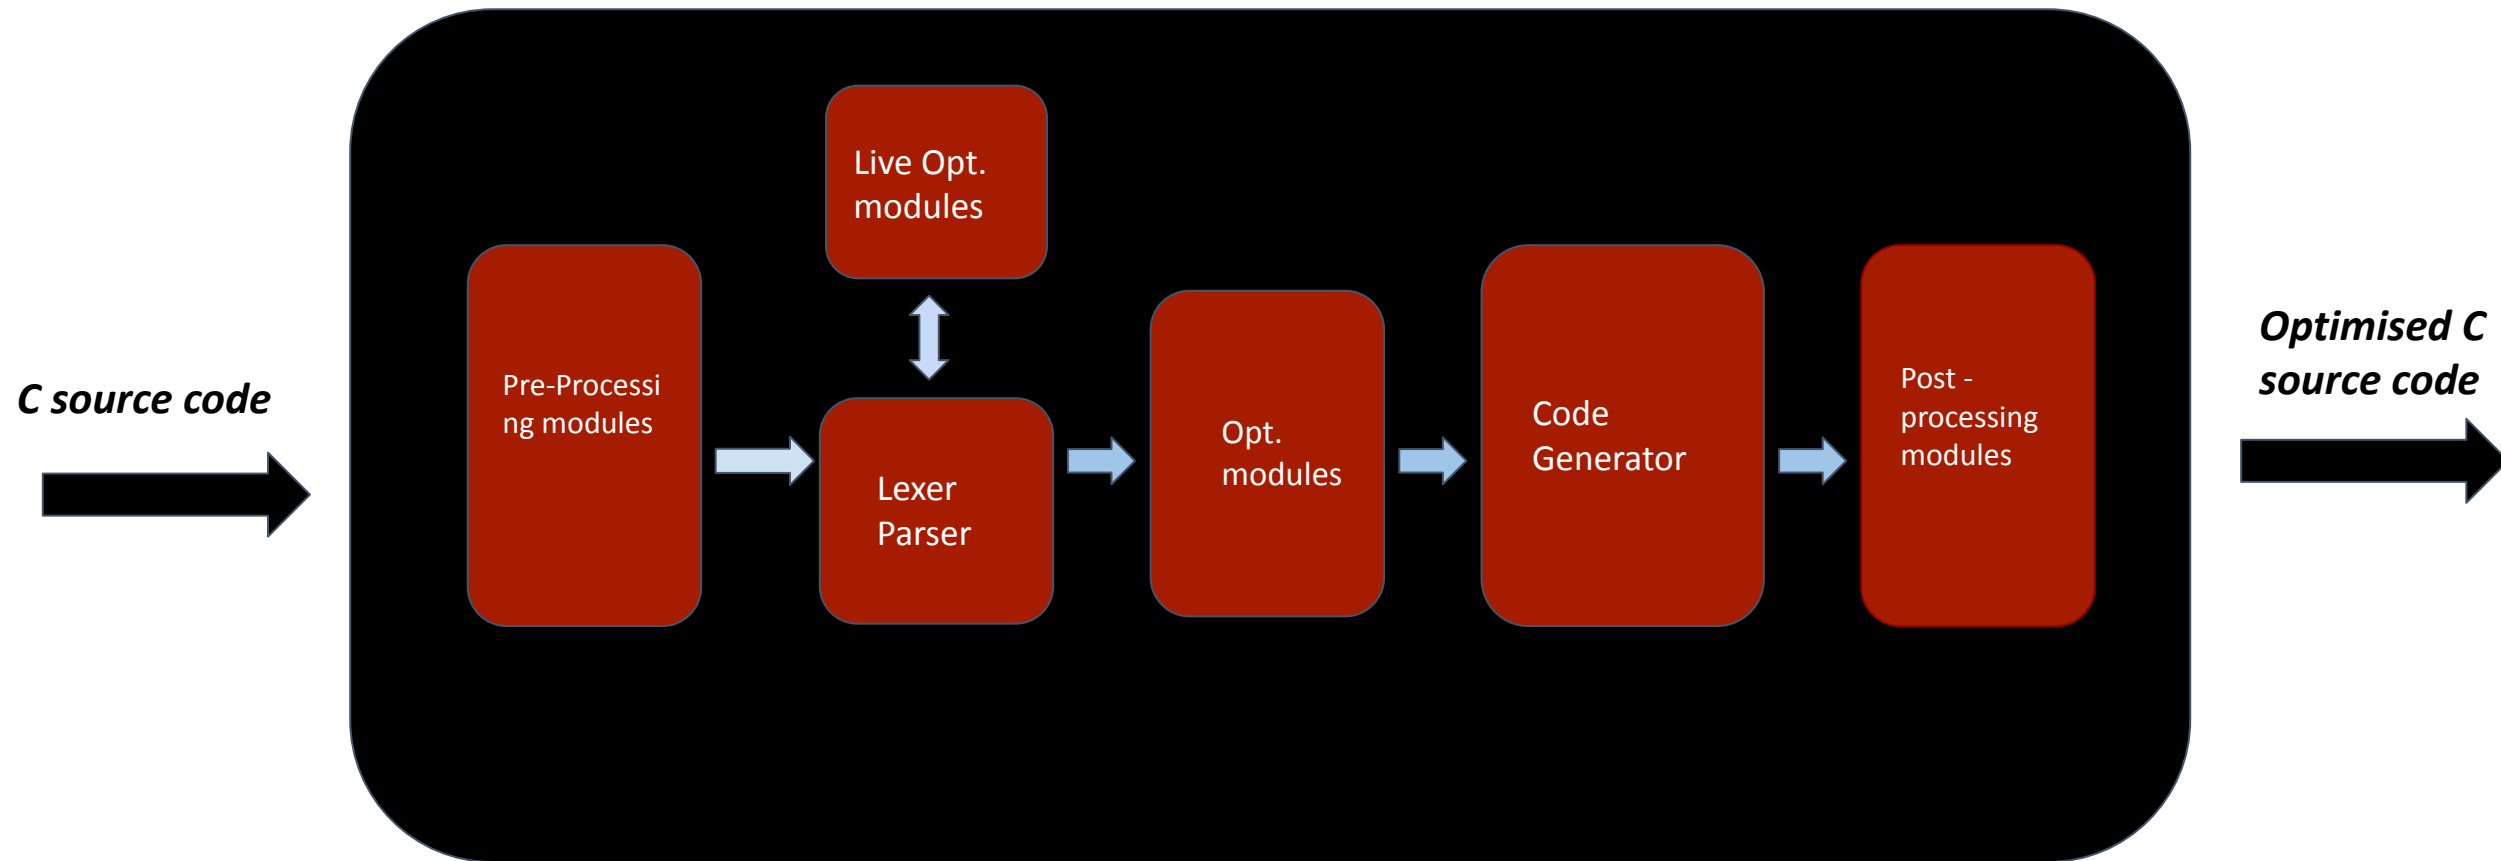 C source code
Pre-Processi
ng modules
Live Opt.
modules
Lexer
Parser
Opt.
modules
Code
Generator
Post -
processing
modules
Optimised C
source code